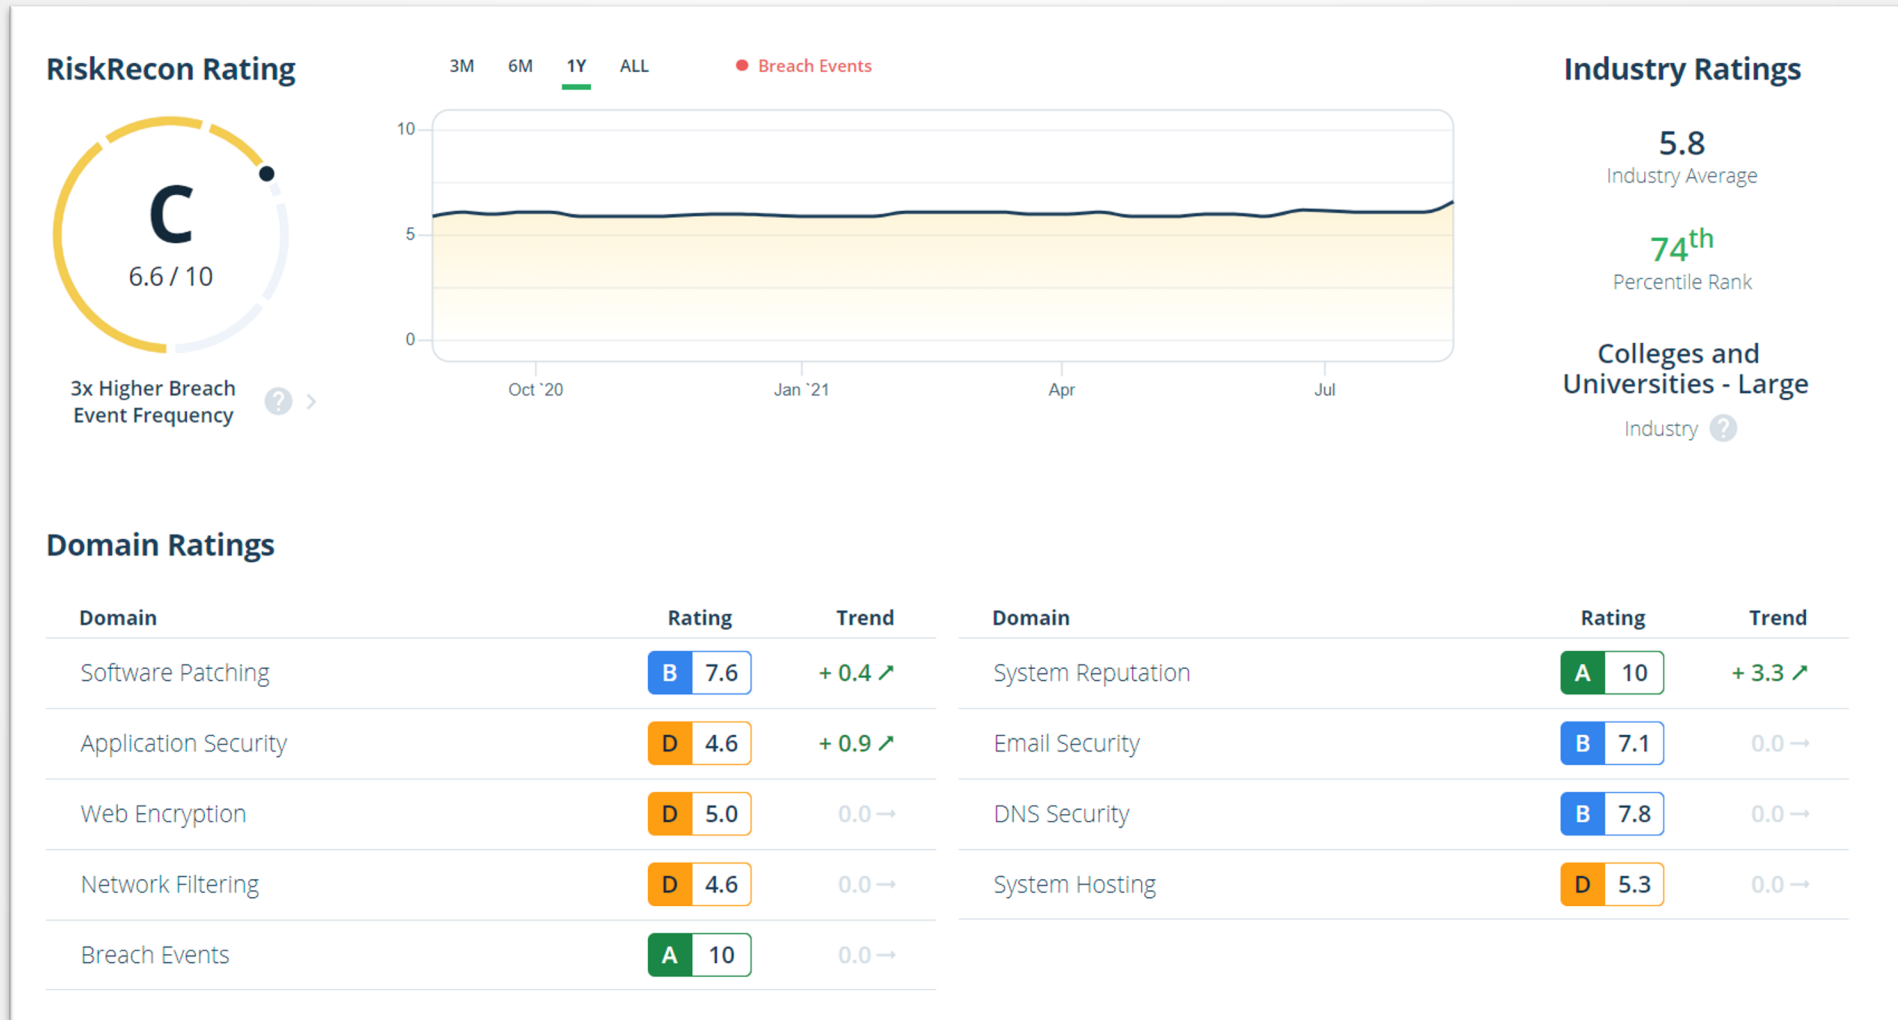 RiskRecon Rating
C
6.6 / 10
3x Higher Breach
Event Frequency
?
3M 6M 1Y ALL Breach Events
10
5
0
Oct `20 Jan `21 Apr Jul
Industry Ratings
5.8
Industry Average
74th
Percentile Rank
Colleges and
Universities - Large
Industry ?
Domain Ratings
Domain Rating Trend
Software Patching B 7.6 + 0.4
Application Security D 4.6 + 0.9
Web Encryption D 5.0 0.0
Network Filtering D 4.6 0.0
Breach Events A 10 0.0
Domain Rating Trend
System Reputation A 10 + 3.3
Email Security B 7.1 0.0
DNS Security B 7.8 0.0
System Hosting D 5.3 0.0